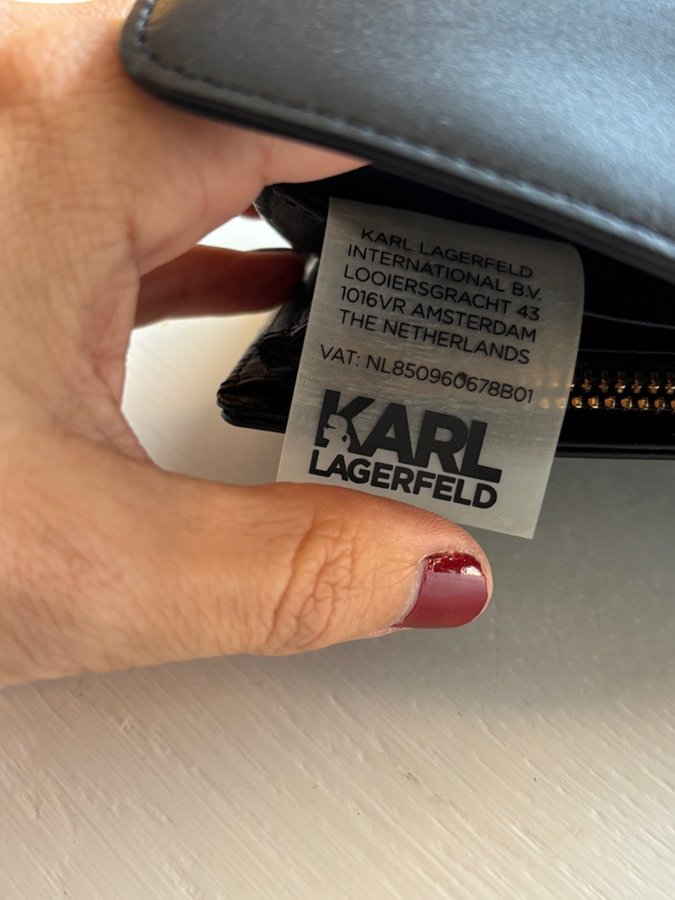 KARL LAGERFELD
INTERNATIONAL B.V.
LOOIERSGRACHT 43
1016VR AMSTERDAM
THE NETHERLANDS
VAT: NL850960678B01
KARL
LAGERFELD